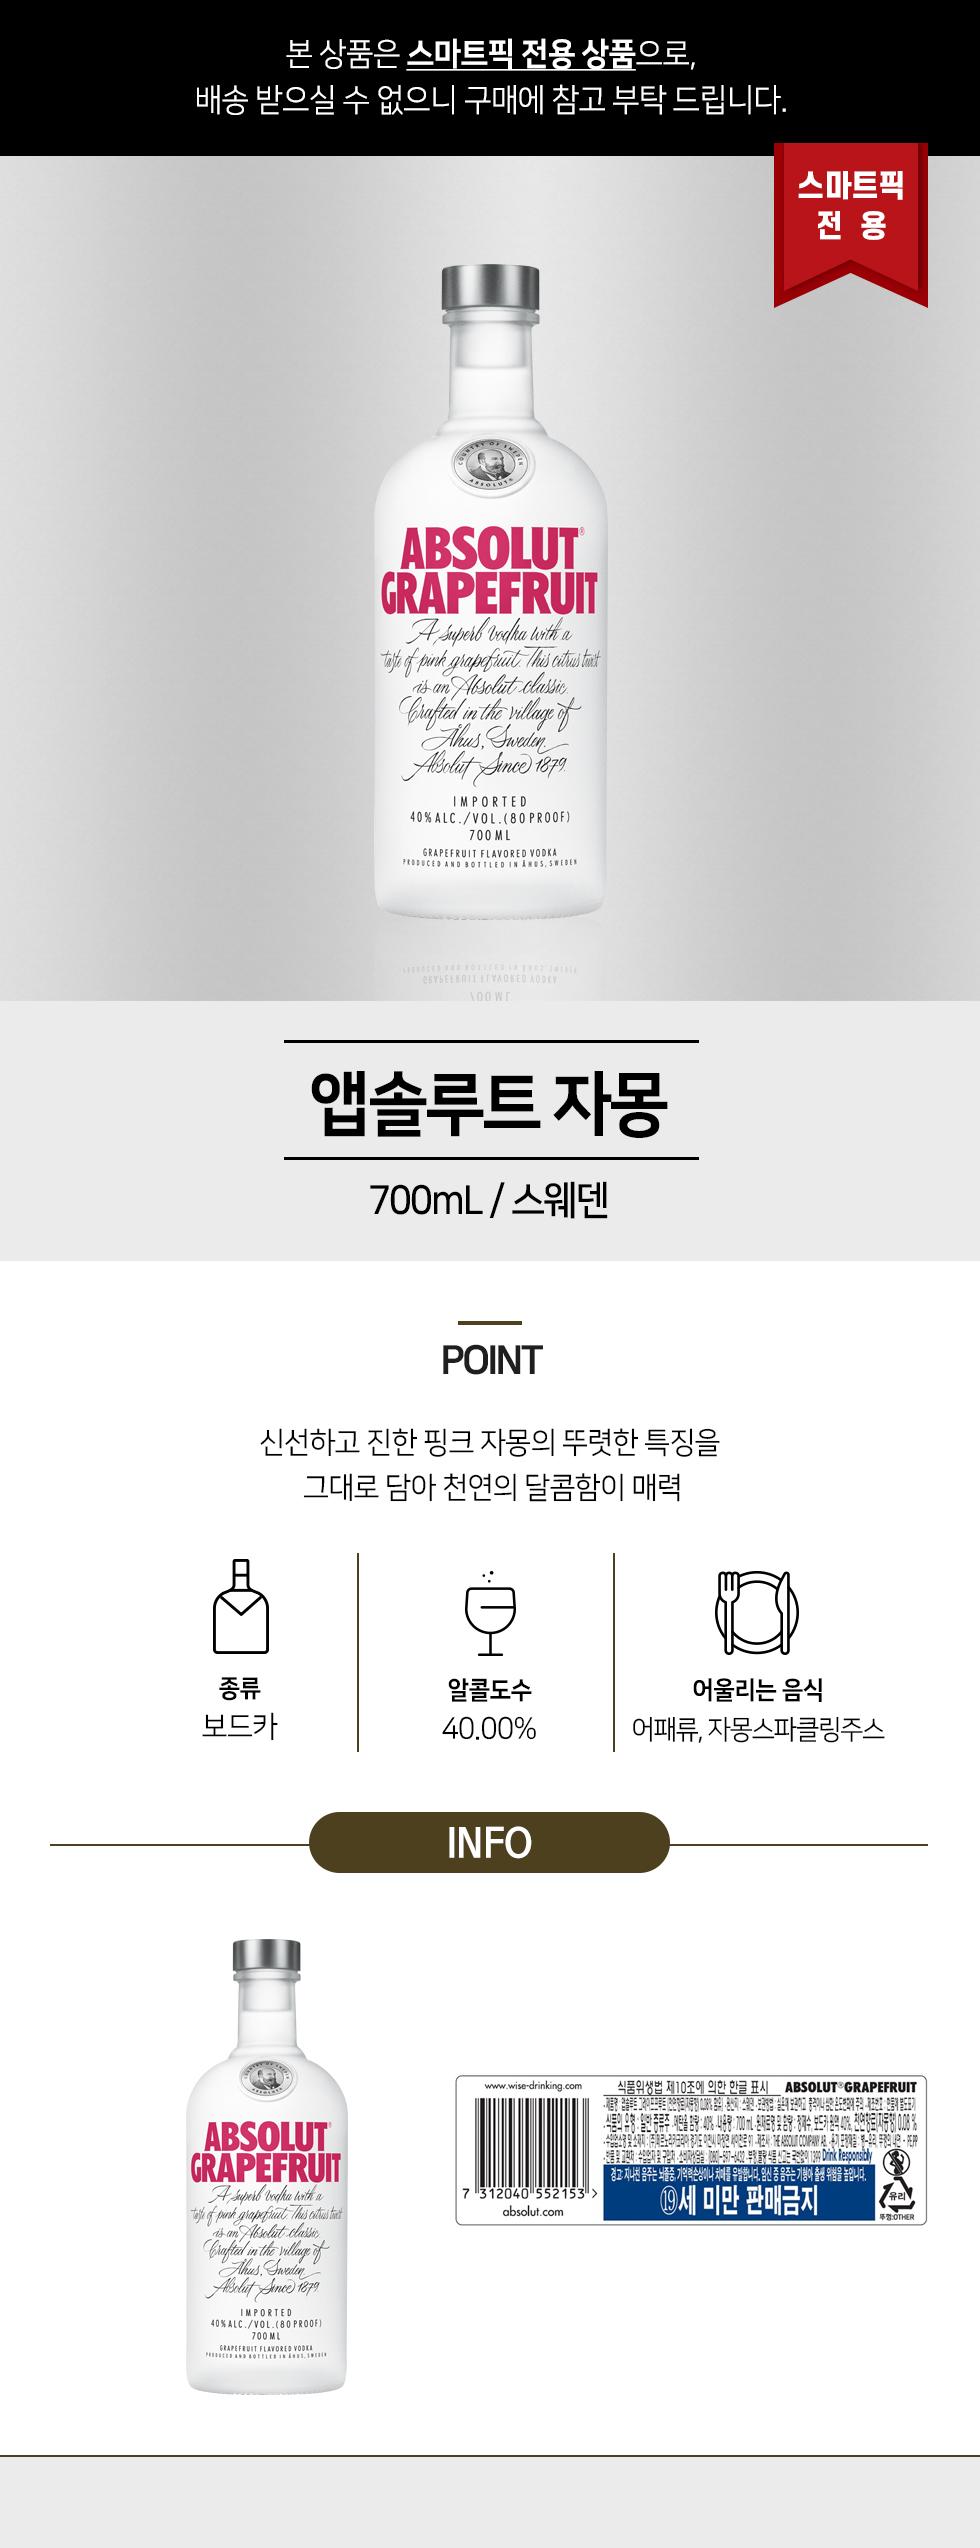 본 상품은 스마트픽 전용 상품으로,
배송 받으실 수 없으니 구매에 참고 부탁 드립니다.
스마트픽
전 용
COUNTRY OF SWEDEN
ABSOLUT
ABSOLUT®
GRAPEFRUIT
A superb vodka with a
taste of pink grapefruit. This citrus twist
is an Absolut classic.
Crafted in the village of
Åhus, Sweden.
Absolut Since 1879.
IMPORTED
40%ALC./VOL.(80PROOF)
700ML
GRAPEFRUIT FLAVORED VODKA
PRODUCED AND BOTTLED IN ÅHUS, SWEDEN
앱솔루트 자몽
700mL / 스웨덴
POINT
신선하고 진한 핑크 자몽의 뚜렷한 특징을
그대로 담아 천연의 달콤함이 매력
종류
보드카
알콜도수
40.00%
어울리는 음식
어패류, 자몽스파클링주스
INFO
ABSOLUT
GRAPEFRUIT
A superb vodka with a
taste of pink grapefruit. This citrus twist
is an Absolut classic.
Crafted in the village of
Åhus, Sweden.
Absolut Since 1879.
IMPORTED
40%ALC./VOL.(80PROOF)
700ML
GRAPEFRUIT FLAVORED VODKA
PRODUCED AND BOTTLED IN ÅHUS, SWEDEN
www.wise-drinking.com
7 312040 552153 >
absolut.com
식품위생법 제10조에 의한 한글 표시 ABSOLUT®GRAPEFRUIT
Drink Responsibly
경고: 지나친 음주는 뇌졸중, 기억력손상이나 치매를 유발합니다. 임신 중 음주는 기형아 출생 위험을 높입니다.
⑲세 미만 판매금지
유리
뚜껑:OTHER